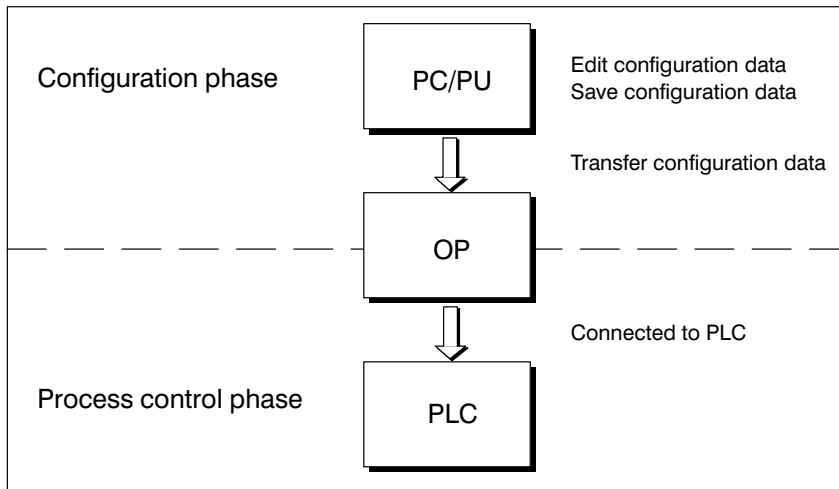 Configuration phase
PC/PU
Edit configuration data
Save configuration data
Transfer configuration data
OP
Connected to PLC
Process control phase
PLC